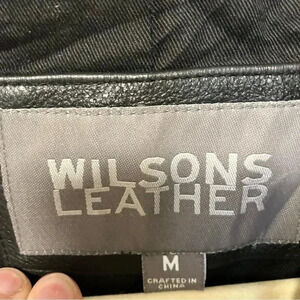 WILSONS
LEATHER
M
CRAFTED IN
CHINA